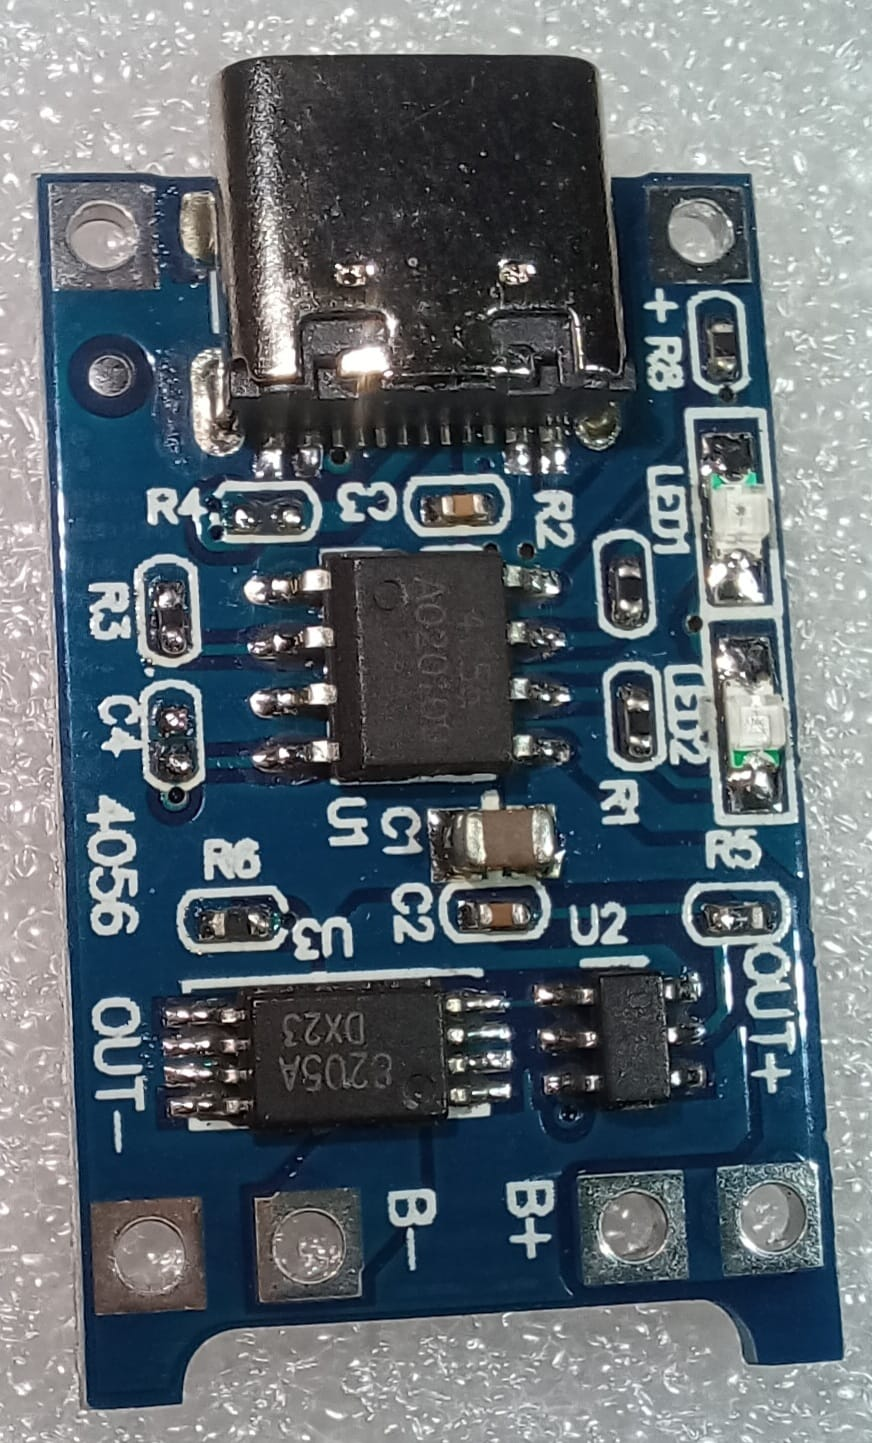 +
R8
R4
C3
R2
LED1
R3
C4
LED2
R1
U1
C1
4056
R6
C2
U3
U2
OUT+
OUT-
8205A
DX23
B-
B+